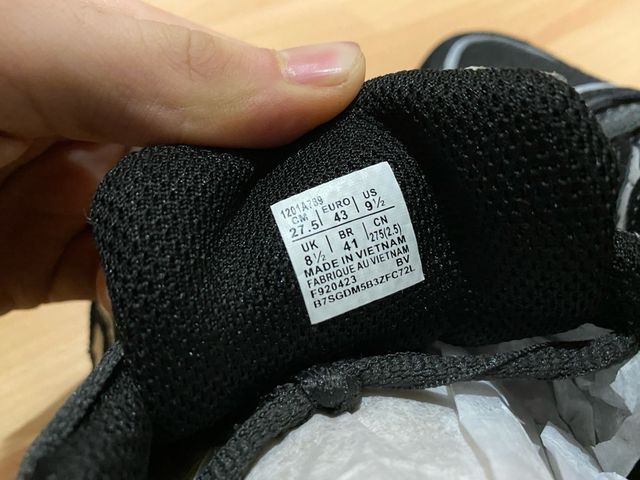 1201A789
CM | EURO | US
27.5 | 43 | 9½
UK | BR | CN
8½ | 41 | 275(2.5)
MADE IN VIETNAM
FABRIQUE AU VIETNAM
F920423 BV
B7SGDM5B3ZFC72L